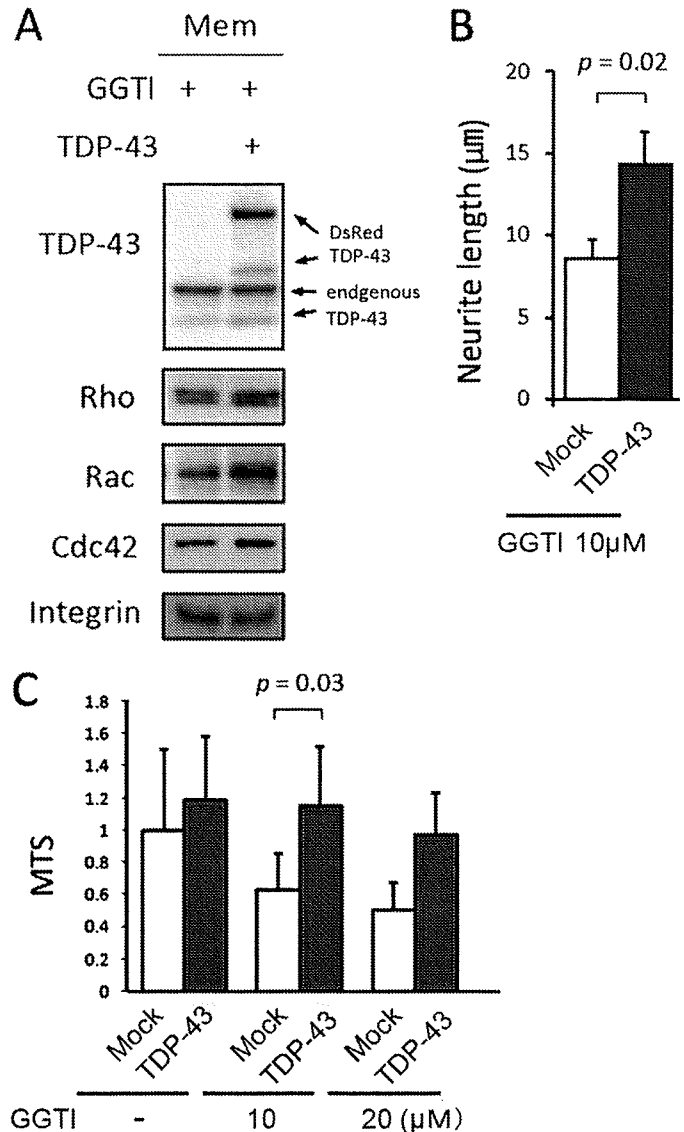 A
Mem
GGTI + +
TDP-43 +
TDP-43
DsRed
TDP-43
endgenous
TDP-43
Rho
Rac
Cdc42
Integrin
B
p = 0.02
Neurite length (µm)
20
15
10
5
0
Mock
TDP-43
GGTI 10µM
C
p = 0.03
MTS
1.8
1.6
1.4
1.2
1
0.8
0.6
0.4
0.2
0
Mock
TDP-43
Mock
TDP-43
Mock
TDP-43
GGTI - 10 20 (µM)